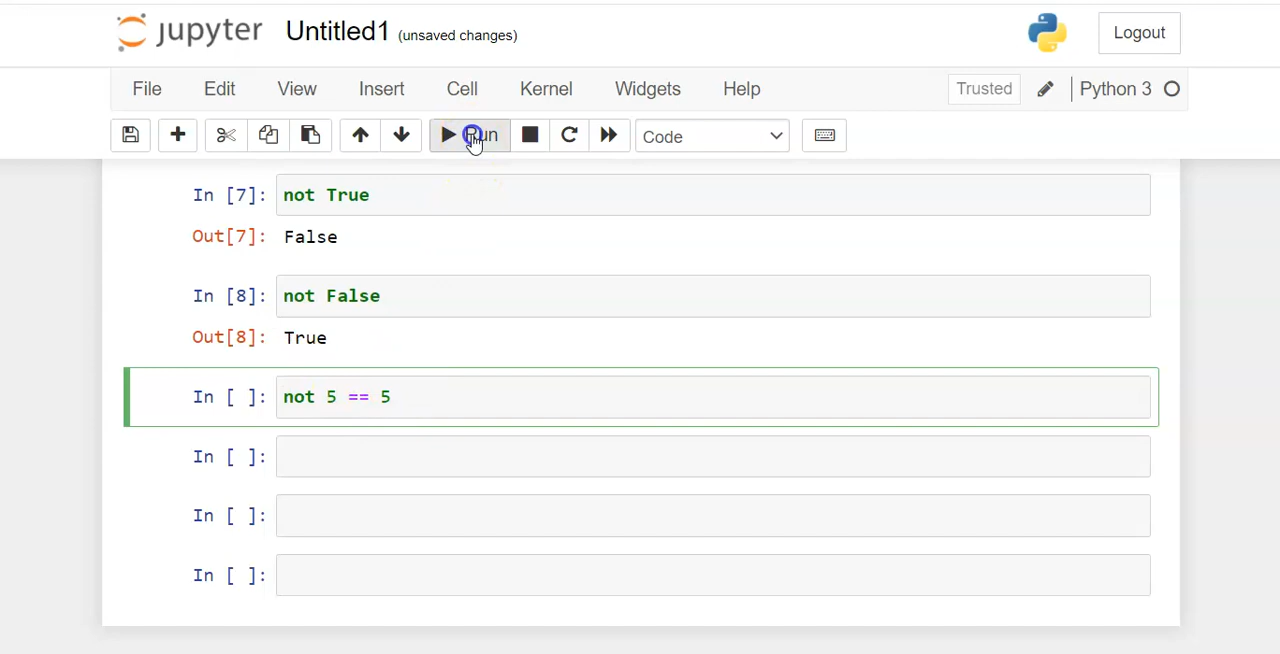 jupyter Untitled1 (unsaved changes) Logout
File Edit View Insert Cell Kernel Widgets Help Trusted Python 3
Run Code
In [7]: not True
Out[7]: False
In [8]: not False
Out[8]: True
In [ ]: not 5 == 5
In [ ]:
In [ ]:
In [ ]: